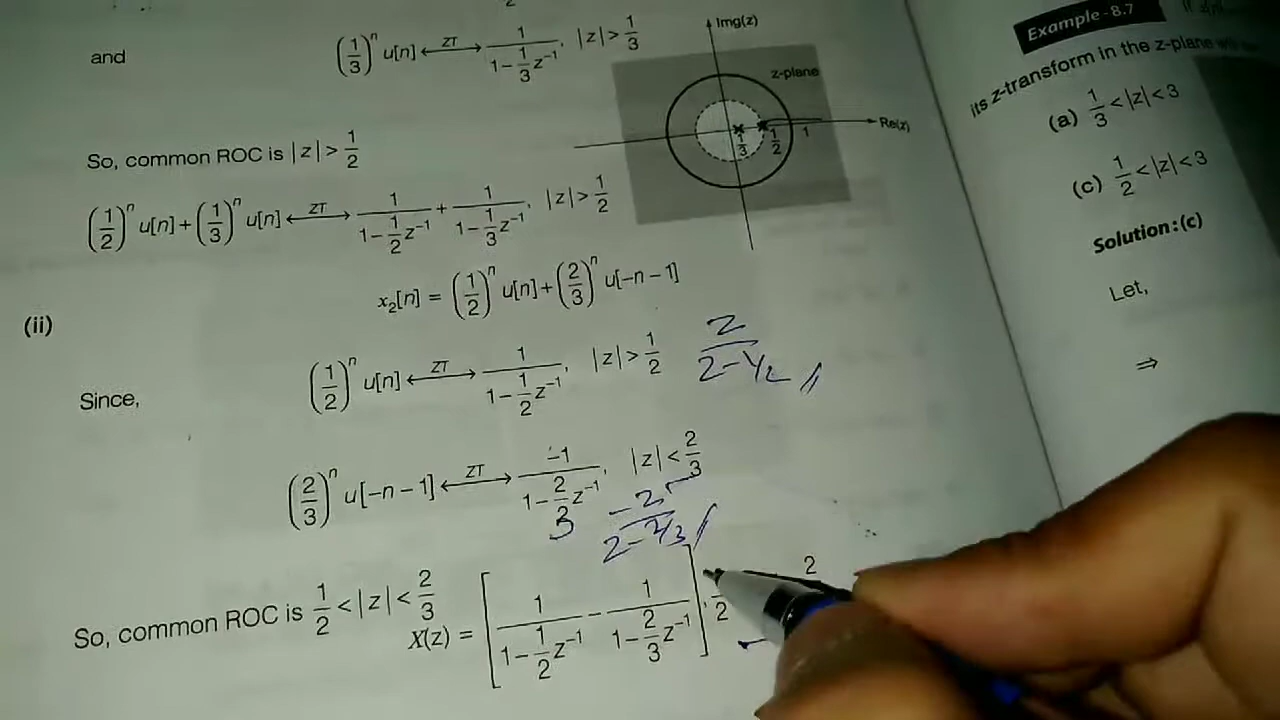 and (1/3)^n u[n] ⟷ZT 1/(1 − 1/3 z^−1), |z| > 1/3
Img(z)
z-plane
Re(z)
1/3 1/2 1
So, common ROC is |z| > 1/2
(1/2)^n u[n] + (1/3)^n u[n] ⟷ZT 1/(1 − 1/2 z^−1) + 1/(1 − 1/3 z^−1), |z| > 1/2
(ii) x₂[n] = (1/2)^n u[n] + (2/3)^n u[−n − 1]
Since, (1/2)^n u[n] ⟷ZT 1/(1 − 1/2 z^−1), |z| > 1/2
z/(z − 1/2)
(2/3)^n u[−n − 1] ⟷ZT −1/(1 − 2/3 z^−1), |z| < 2/3
3
−z/(z − 2/3)
So, common ROC is 1/2 < |z| < 2/3
X(z) = [1/(1 − 1/2 z^−1) − 1/(1 − 2/3 z^−1)],
2
Example - 8.7
its z-transform in the z-plane
(a) 1/3 < |z| < 3
(c) 1/2 < |z| < 3
Solution: (c)
Let,
⇒